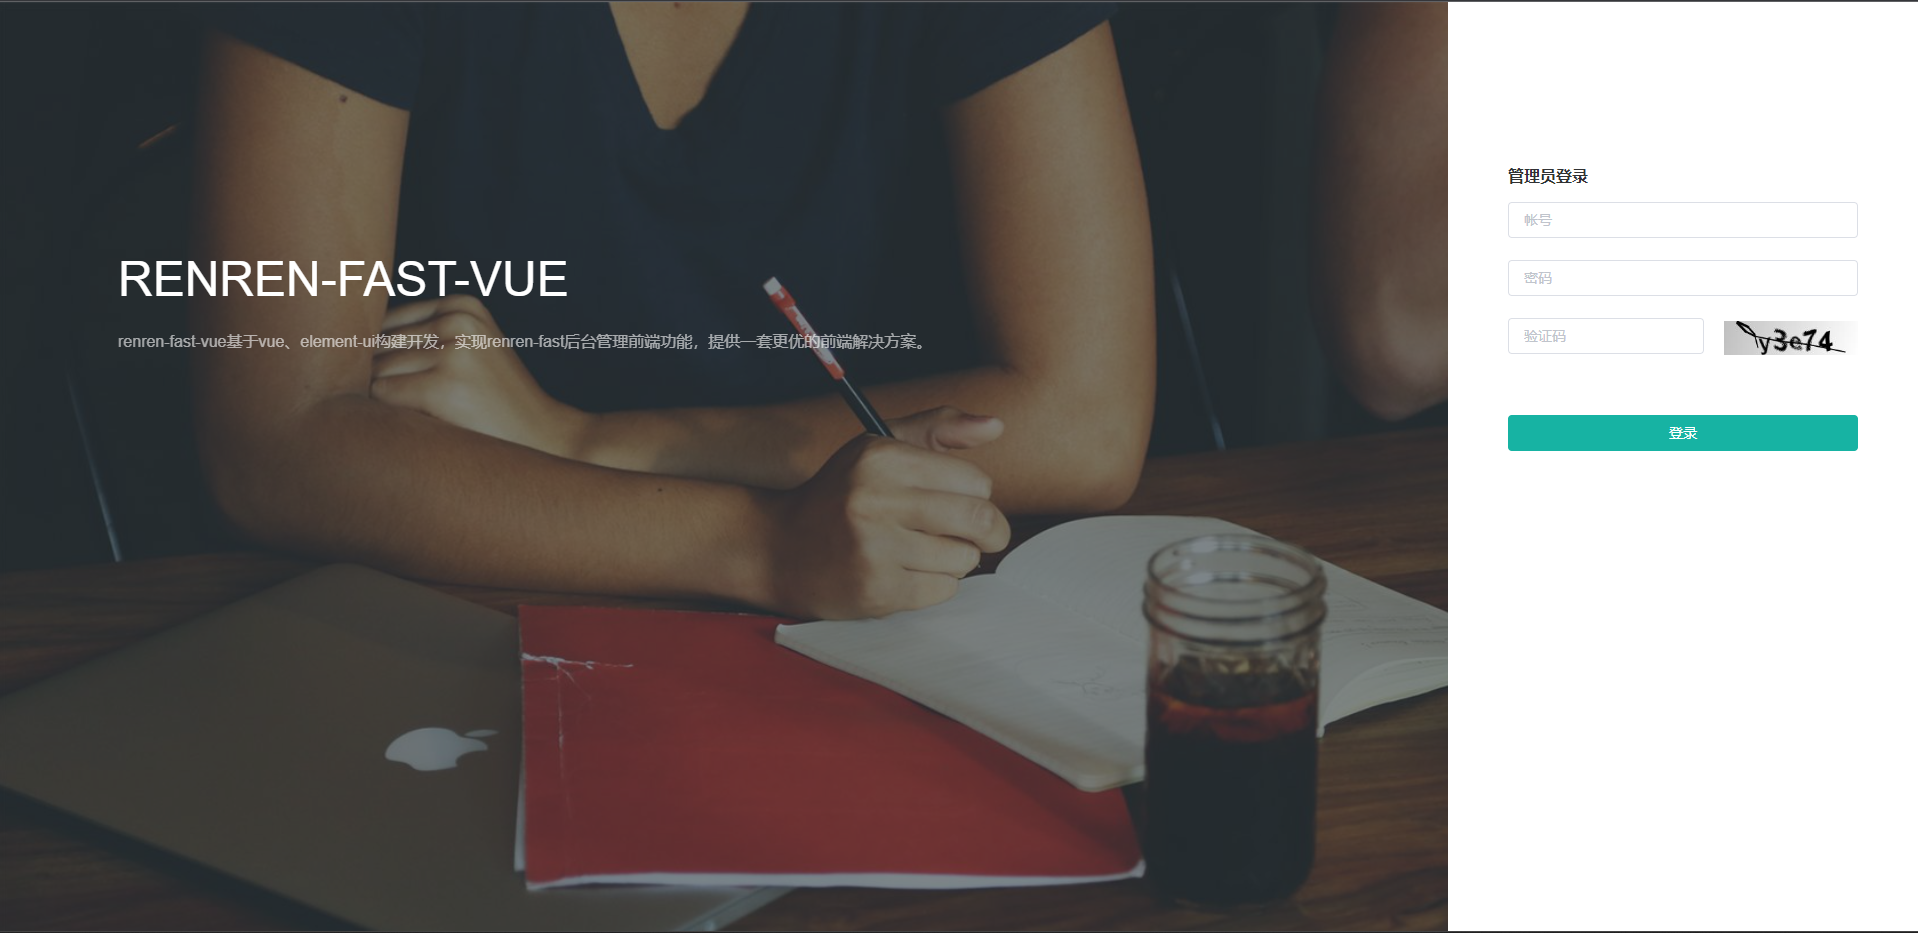 RENREN-FAST-VUE
renren-fast-vue基于vue、element-ui构建开发，实现renren-fast后台管理前端功能，提供一套更优的前端解决方案。
管理员登录
帐号
密码
验证码
y3e74
登录